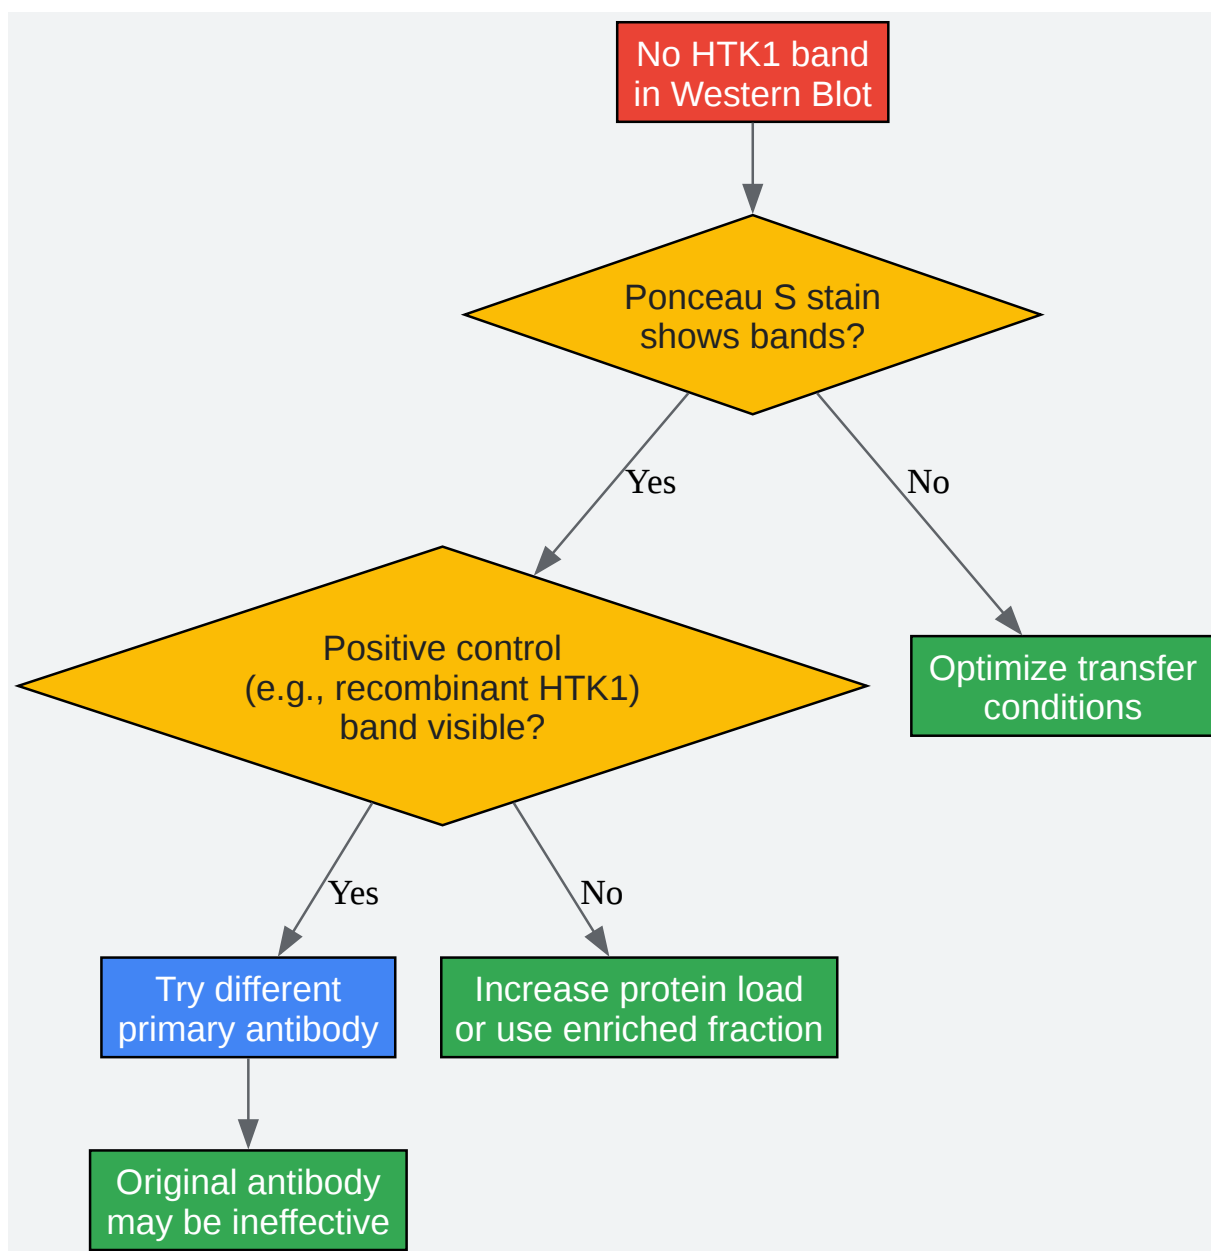 No HTK1 band
in Western Blot
Ponceau S stain
shows bands?
Yes
No
Positive control
(e.g., recombinant HTK1)
band visible?
Optimize transfer
conditions
Yes
No
Try different
primary antibody
Increase protein load
or use enriched fraction
Original antibody
may be ineffective